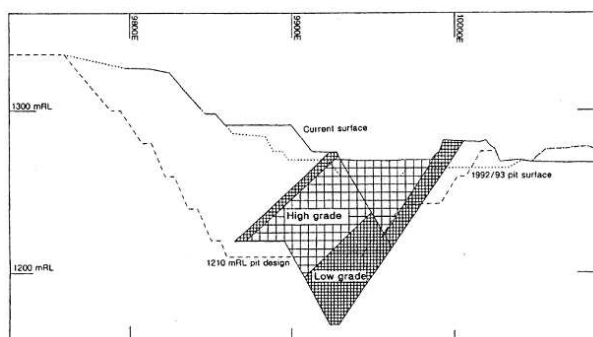 9800E
9900E
10000E
1300 mRL
Current surface
1992/93 pit surface
High grade
1210 mRL pit design
1200 mRL
Low grade